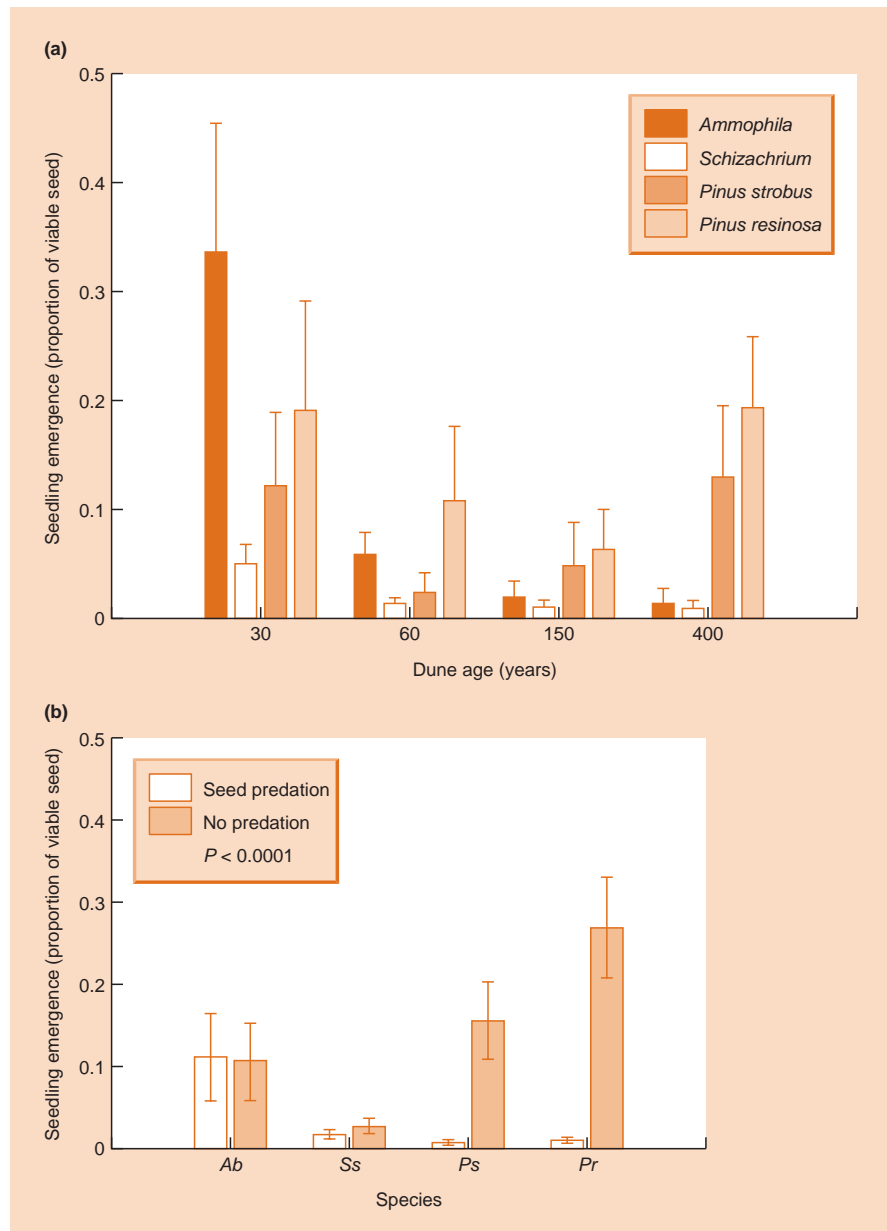 (a)
Seedling emergence (proportion of viable seed)
0.5
0.4
0.3
0.2
0.1
0
Ammophila
Schizachrium
Pinus strobus
Pinus resinosa
30 60 150 400
Dune age (years)
(b)
Seedling emergence (proportion of viable seed)
0.5
0.4
0.3
0.2
0.1
0
Seed predation
No predation
P < 0.0001
Ab Ss Ps Pr
Species